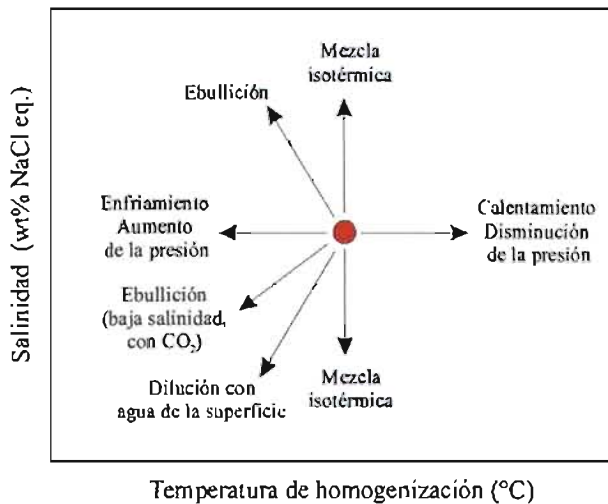 Mezcla
isotérmica
Ebullición
Enfriamiento
Aumento
de la presión
Calentamiento
Disminución
de la presión
Ebullición
(baja salinidad,
con CO₂)
Dilución con
agua de la superficie
Mezcla
isotérmica
Salinidad (wt% NaCl eq.)
Temperatura de homogenización (°C)